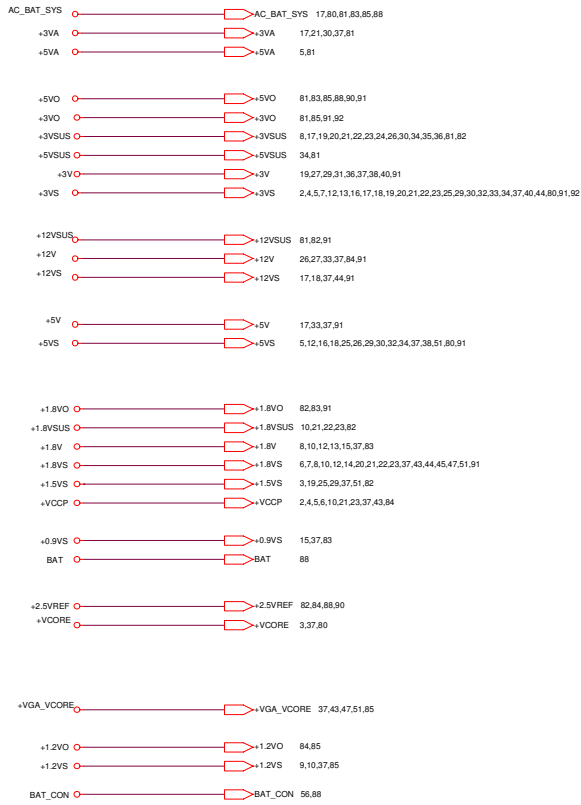 AC_BAT_SYS AC_BAT_SYS 17,80,81,83,85,88
+3VA +3VA 17,21,30,37,81
+5VA +5VA 5,81
+5VO +5VO 81,83,85,88,90,91
+3VO +3VO 81,85,91,92
+3VSUS +3VSUS 8,17,19,20,21,22,23,24,26,30,34,35,36,81,82
+5VSUS +5VSUS 34,81
+3V +3V 19,27,29,31,36,37,38,40,91
+3VS +3VS 2,4,5,7,12,13,16,17,18,19,20,21,22,23,25,29,30,32,33,34,37,40,44,80,91,92
+12VSUS +12VSUS 81,82,91
+12V +12V 26,27,33,37,84,91
+12VS +12VS 17,18,37,44,91
+5V +5V 17,33,37,91
+5VS +5VS 5,12,16,18,25,26,29,30,32,34,37,38,51,80,91
+1.8VO +1.8VO 82,83,91
+1.8VSUS +1.8VSUS 10,21,22,23,82
+1.8V +1.8V 8,10,12,13,15,37,83
+1.8VS +1.8VS 6,7,8,10,12,14,20,21,22,23,37,43,44,45,47,51,91
+1.5VS +1.5VS 3,19,25,29,37,51,82
+VCCP +VCCP 2,4,5,6,10,21,23,37,43,84
+0.9VS +0.9VS 15,37,83
BAT BAT 88
+2.5VREF +2.5VREF 82,84,88,90
+VCORE +VCORE 3,37,80
+VGA_VCORE +VGA_VCORE 37,43,47,51,85
+1.2VO +1.2VO 84,85
+1.2VS +1.2VS 9,10,37,85
BAT_CON BAT_CON 56,88